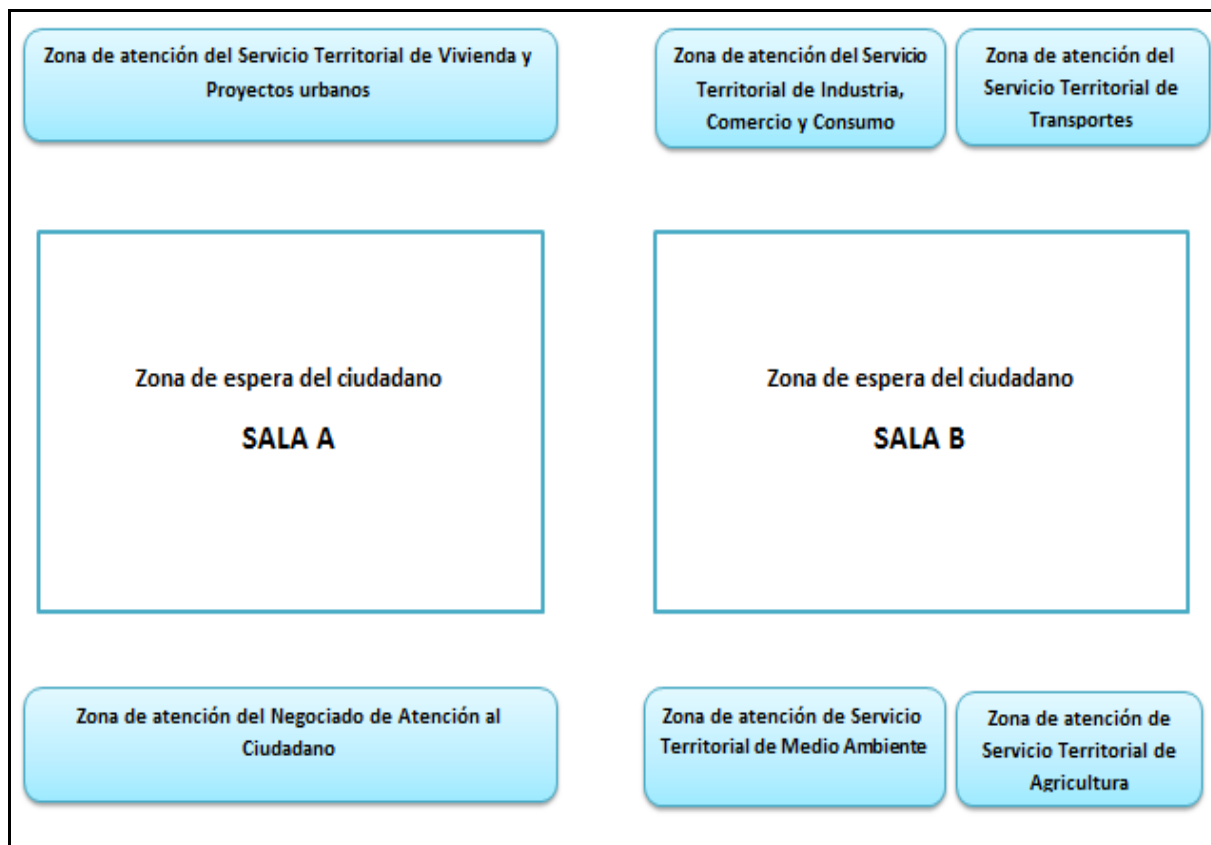 Zona de atención del Servicio Territorial de Vivienda y
Proyectos urbanos
Zona de atención del Servicio
Territorial de Industria,
Comercio y Consumo
Zona de atención del
Servicio Territorial de
Transportes
Zona de espera del ciudadano
SALA A
Zona de espera del ciudadano
SALA B
Zona de atención del Negociado de Atención al
Ciudadano
Zona de atención de Servicio
Territorial de Medio Ambiente
Zona de atención de
Servicio Territorial de
Agricultura